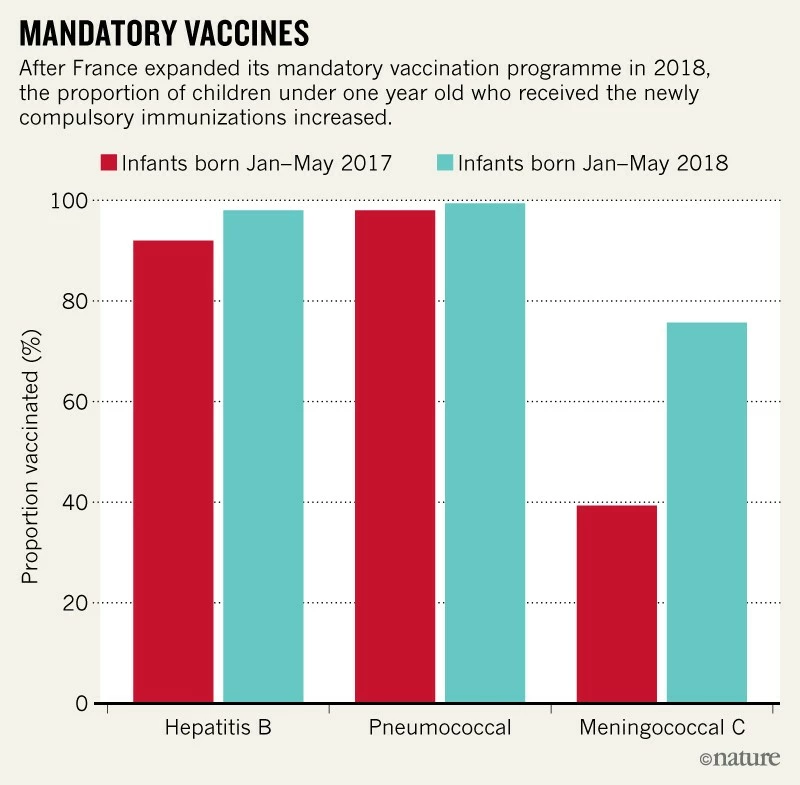 MANDATORY VACCINES
After France expanded its mandatory vaccination programme in 2018,
the proportion of children under one year old who received the newly
compulsory immunizations increased.
Infants born Jan–May 2017
Infants born Jan–May 2018
Proportion vaccinated (%)
100
80
60
40
20
0
Hepatitis B
Pneumococcal
Meningococcal C
©nature